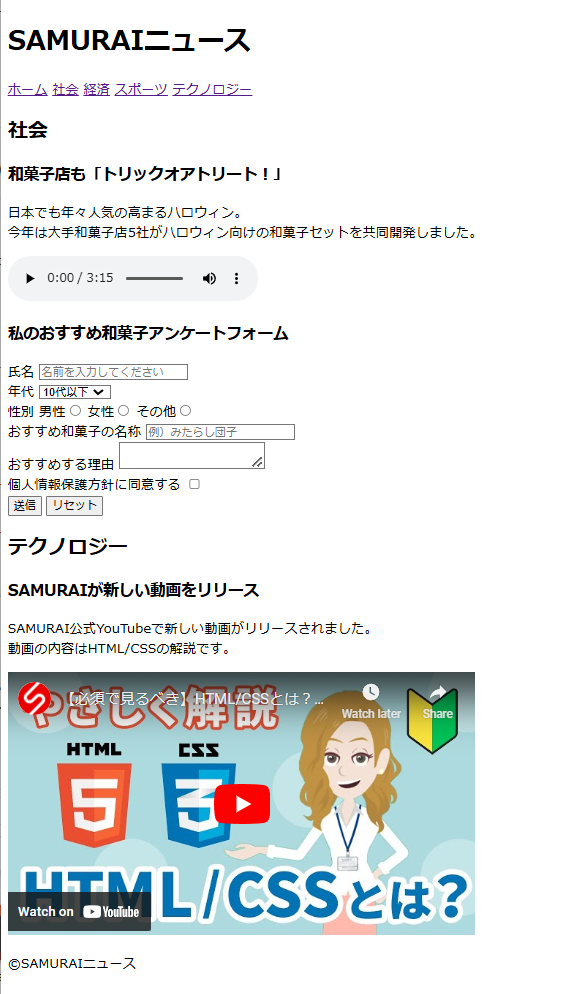 SAMURAIニュース
ホーム 社会 経済 スポーツ テクノロジー
社会
和菓子店も「トリックオアトリート！」
日本でも年々人気の高まるハロウィン。
今年は大手和菓子店5社がハロウィン向けの和菓子セットを共同開発しました。
0:00 / 3:15
私のおすすめ和菓子アンケートフォーム
氏名 名前を入力してください
年代 10代以下
性別 男性 女性 その他
おすすめ和菓子の名称 例）みたらし団子
おすすめする理由
個人情報保護方針に同意する
送信 リセット
テクノロジー
SAMURAIが新しい動画をリリース
SAMURAI公式YouTubeで新しい動画がリリースされました。
動画の内容はHTML/CSSの解説です。
【必須で見るべき】HTML/CSSとは？...
Watch later Share
やさしく解説
HTML CSS
5 3
HTML/CSSとは？
Watch on YouTube
©SAMURAIニュース